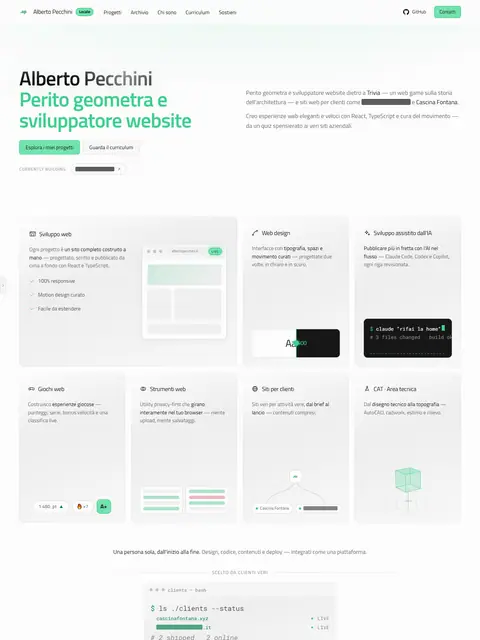 Alberto Pecchini
Progetti
Archivio
Chi sono
Curriculum
Sostieni
GitHub
Contatti
Alberto Pecchini
Perito geometra e
sviluppatore website
Perito geometra e sviluppatore website dietro a Trivia — un web game sulla storia
dell'architettura — e siti web per clienti come
e Cascina Fontana.
Creo esperienze web eleganti e veloci con React, TypeScript e cura del movimento —
da un quiz spensierato ai veri siti aziendali.
Esplora i miei progetti
Guarda il curriculum
CURRENTLY BUILDING
Sviluppo web
Ogni progetto è un sito completo costruito a
mano — progettato, scritto e pubblicato da
cima a fondo con React e TypeScript.
100% responsive
Motion design curato
Facile da estendere
Web design
Interfacce con tipografia, spazi e
movimento curati — progettate due
volte, in chiaro e in scuro.
Sviluppo assistito dall'IA
Pubblicare più in fretta con l'AI nel
flusso — Claude Code, Codex e Copilot,
ogni riga revisionata.
$ claude "rifai la home"
# 3 files changed build
Giochi web
Costruisco esperienze giocose —
punteggi, serie, bonus velocità e una
classifica live.
Strumenti web
Utility privacy-first che girano
interamente nel tuo browser — niente
upload, niente salvataggi.
Siti per clienti
Siti veri per attività vere, dal brief al
lancio — contenuti compresi.
Cascina Fontana
CAT · Area tecnica
Dal disegno tecnico alla topografia —
AutoCAD, cazwani, estimo e rilievo.
A+
Una persona sola, dall'inizio alla fine. Design, codice, contenuti e deploy — integrati come una piattaforma.
SCELTO DA CLIENTI VERI
clients — bash
$ ls ./clients --status
cascinafontana.xyz
LIVE
.it
LIVE
# 2 shipped 2 online